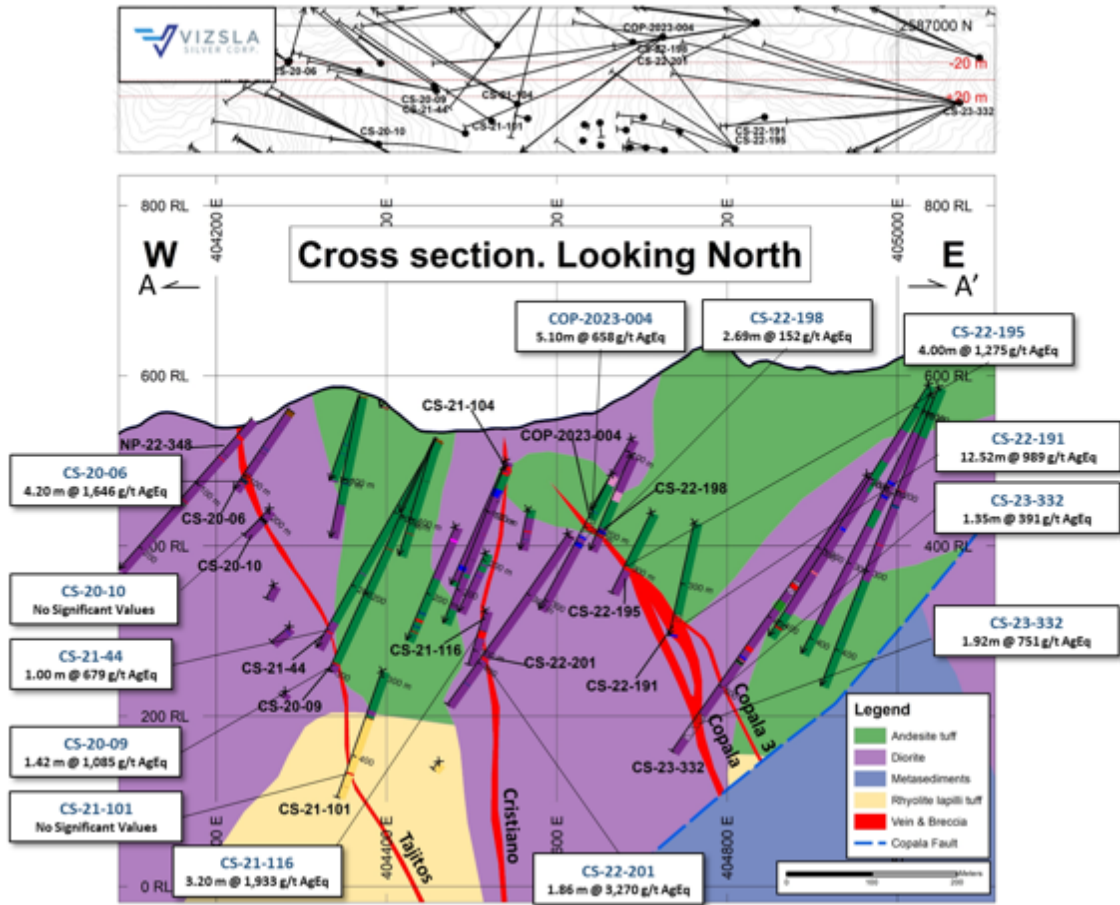 VIZSLA
SILVER CORP.
COP-2023-004
2587000 N
CS-22-198
CS-22-201
-20 m
+20 m
CS-20-06
CS-20-09
CS-21-44
CS-21-104
CS-21-101
CS-20-10
CS-22-191
CS-22-195
CS-23-332
800 RL
404200 E
405000 E
800 RL
W
Cross section. Looking North
E
A
A'
COP-2023-004
5.10m @ 658 g/t AgEq
CS-22-198
2.69m @ 152 g/t AgEq
CS-22-195
4.00m @ 1,275 g/t AgEq
600 RL
600 RL
CS-21-104
COP-2023-004
NP-22-348
CS-22-198
CS-20-06
4.20 m @ 1,646 g/t AgEq
CS-22-191
12.52m @ 989 g/t AgEq
CS-20-06
CS-23-332
1.35m @ 391 g/t AgEq
CS-20-10
400 RL
CS-20-10
No Significant Values
CS-22-195
CS-21-44
1.00 m @ 679 g/t AgEq
CS-21-44
CS-21-116
CS-22-201
CS-22-191
CS-23-332
1.92m @ 751 g/t AgEq
CS-20-09
200 RL
200 RL
CS-20-09
1.42 m @ 1,085 g/t AgEq
CS-23-332
Copala
Copala 3
CS-21-101
No Significant Values
CS-21-101
Tajitos
Cristiano
404400 E
404800 E
CS-21-116
3.20 m @ 1,933 g/t AgEq
CS-22-201
1.86 m @ 3,270 g/t AgEq
0 RL
Legend
Andesite tuff
Diorite
Metasediments
Rhyolite lapilli tuff
Vein & Breccia
Copala Fault
Meters
0
100
200